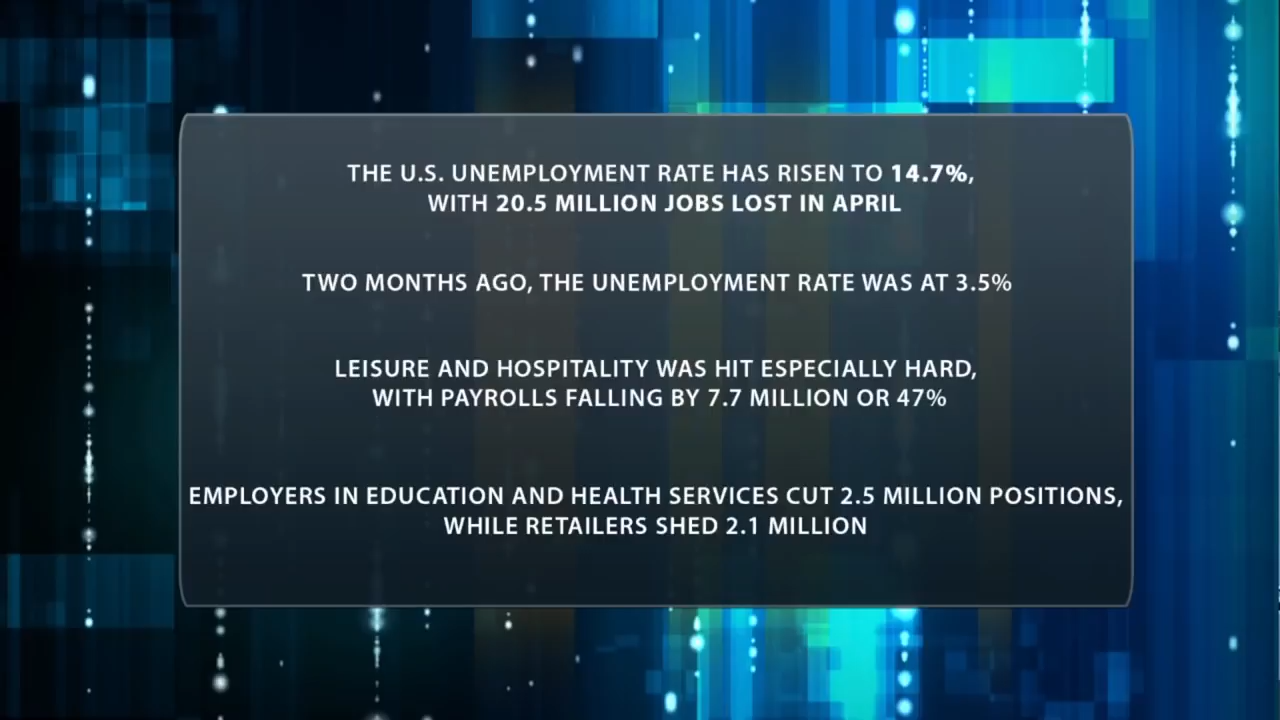 THE U.S. UNEMPLOYMENT RATE HAS RISEN TO 14.7%,
WITH 20.5 MILLION JOBS LOST IN APRIL
TWO MONTHS AGO, THE UNEMPLOYMENT RATE WAS AT 3.5%
LEISURE AND HOSPITALITY WAS HIT ESPECIALLY HARD,
WITH PAYROLLS FALLING BY 7.7 MILLION OR 47%
EMPLOYERS IN EDUCATION AND HEALTH SERVICES CUT 2.5 MILLION POSITIONS,
WHILE RETAILERS SHED 2.1 MILLION